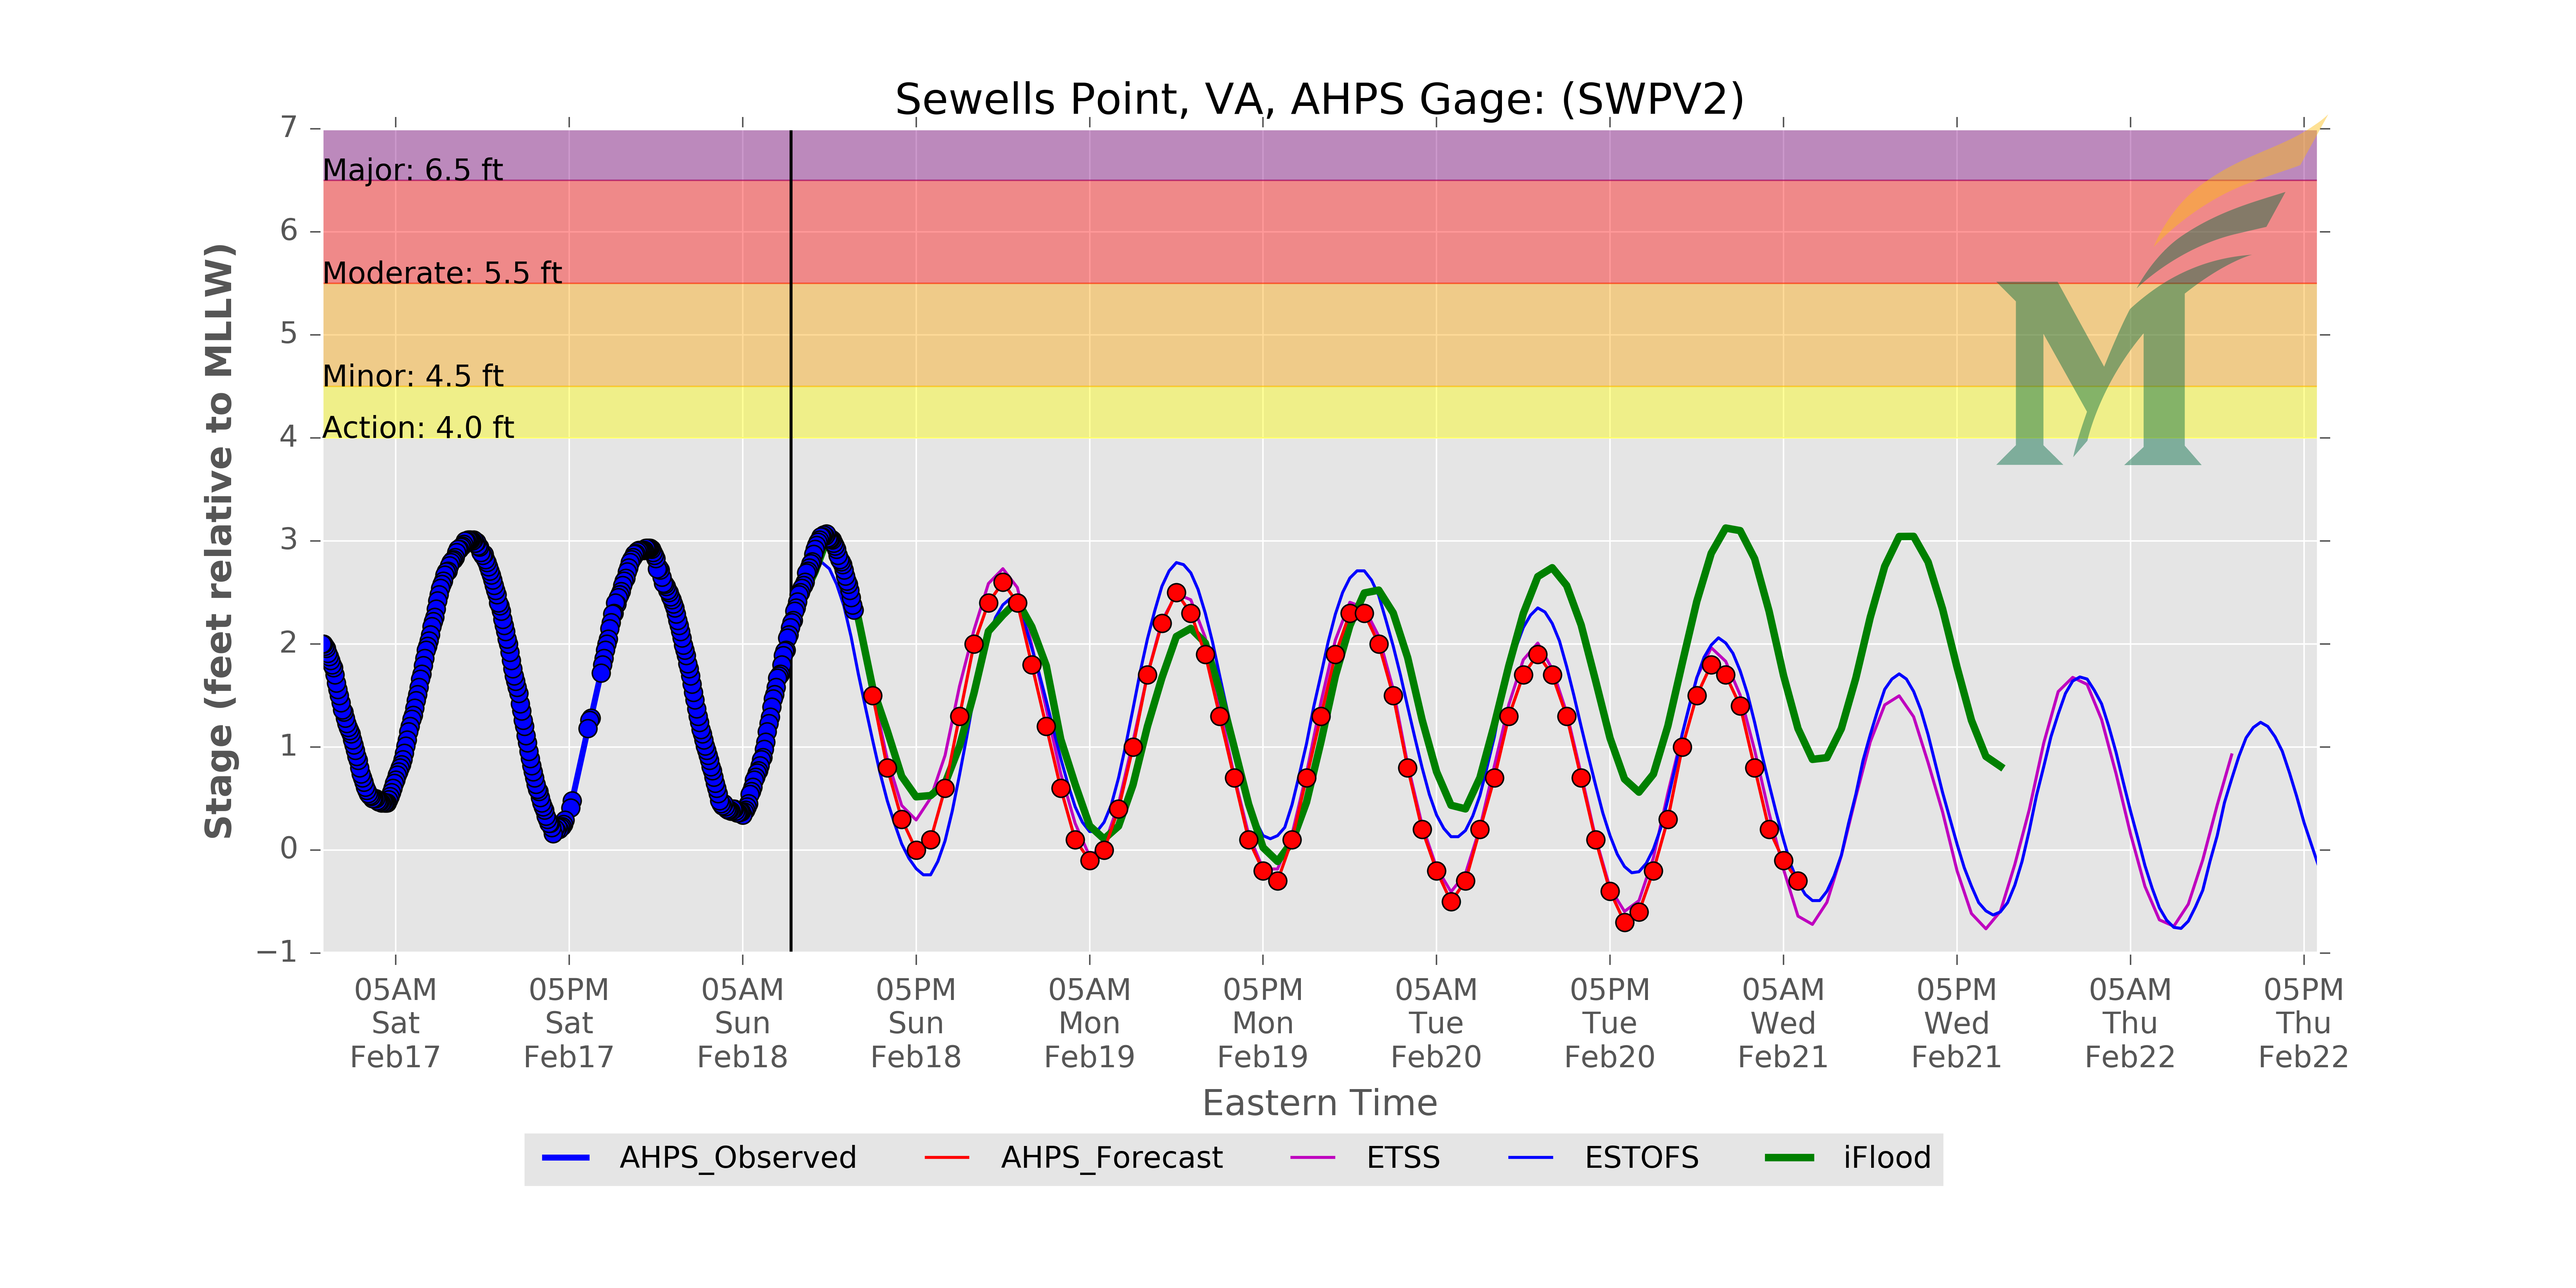 Sewells Point, VA, AHPS Gage: (SWPV2)
7
6
5
4
3
2
1
0
−1
Stage (feet relative to MLLW)
Major: 6.5 ft
Moderate: 5.5 ft
Minor: 4.5 ft
Action: 4.0 ft
M
05AM
Sat
Feb17
05PM
Sat
Feb17
05AM
Sun
Feb18
05PM
Sun
Feb18
05AM
Mon
Feb19
05PM
Mon
Feb19
05AM
Tue
Feb20
05PM
Tue
Feb20
05AM
Wed
Feb21
05PM
Wed
Feb21
05AM
Thu
Feb22
05PM
Thu
Feb22
Eastern Time
AHPS_Observed
AHPS_Forecast
ETSS
ESTOFS
iFlood